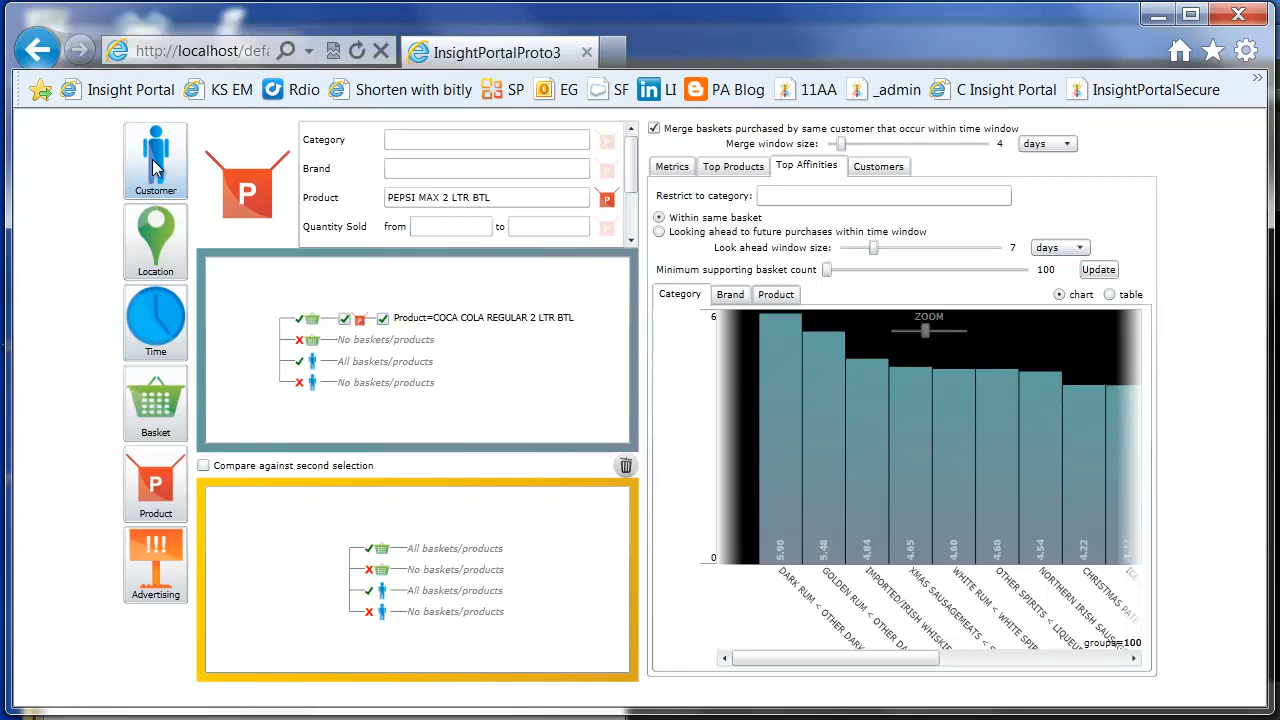 http://localhost/defa
InsightPortalProto3
Insight Portal
KS EM
Rdio
Shorten with bitly
SP
EG
SF
LI
PA Blog
11AA
_admin
C Insight Portal
InsightPortalSecure
Customer
Location
Time
Basket
P
Product
!!!
Advertising
P
Category
Brand
Product PEPSI MAX 2 LTR BTL
Quantity Sold from to
Product=COCA COLA REGULAR 2 LTR BTL
No baskets/products
All baskets/products
No baskets/products
Compare against second selection
All baskets/products
No baskets/products
All baskets/products
No baskets/products
Merge baskets purchased by same customer that occur within time window
Merge window size: 4 days
Metrics Top Products Top Affinities Customers
Restrict to category:
Within same basket
Looking ahead to future purchases within time window
Look ahead window size: 7 days
Minimum supporting basket count 100 Update
Category Brand Product chart table
ZOOM
6
0
5.90 5.48 4.84 4.65 4.60 4.60 4.54 4.22
DARK RUM < OTHER DARK
GOLDEN RUM < OTHER DA
IMPORTED/IRISH WHISKIE
XMAS SAUSAGEMEATS < S
WHITE RUM < WHITE SPI
OTHER SPIRITS < LIQUEU
NORTHERN IRISH SAUS
CHRISTMAS PATE
ICE
groups=100